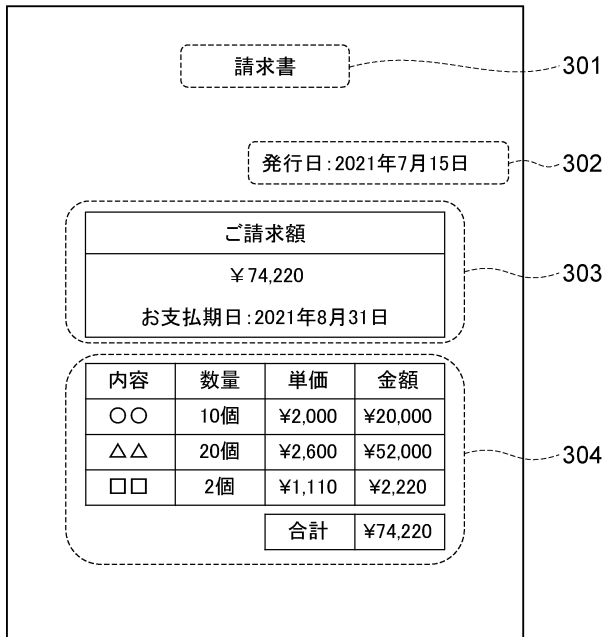 請求書
301
発行日:2021年7月15日
302
ご請求額
￥74,220
お支払期日:2021年8月31日
303
内容 数量 単価 金額
○○ 10個 ¥2,000 ¥20,000
△△ 20個 ¥2,600 ¥52,000
□□ 2個 ¥1,110 ¥2,220
合計 ¥74,220
304